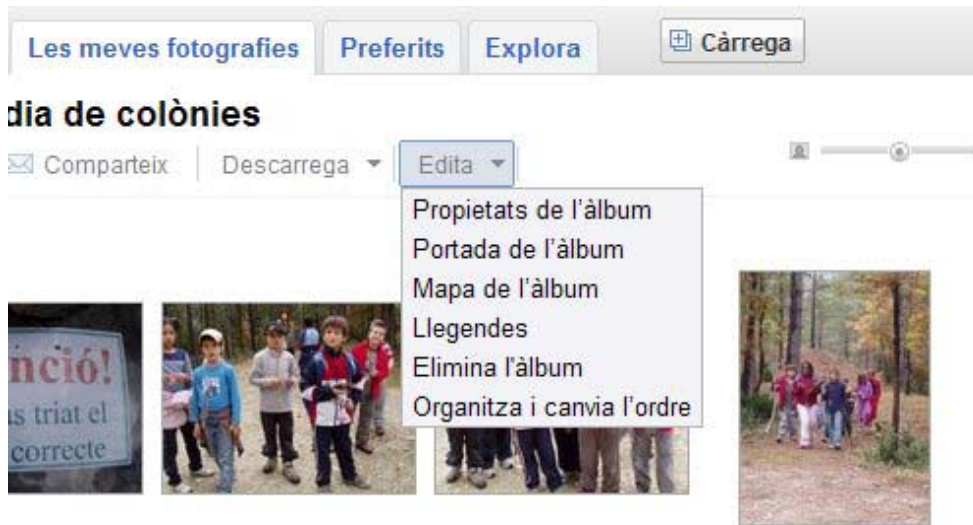 Les meves fotografies Preferits Explora Càrrega
dia de colònies
Comparteix Descarrega Edita
Propietats de l'àlbum
Portada de l'àlbum
Mapa de l'àlbum
Llegendes
Elimina l'àlbum
Organitza i canvia l'ordre
nció!
s triat el
correcte